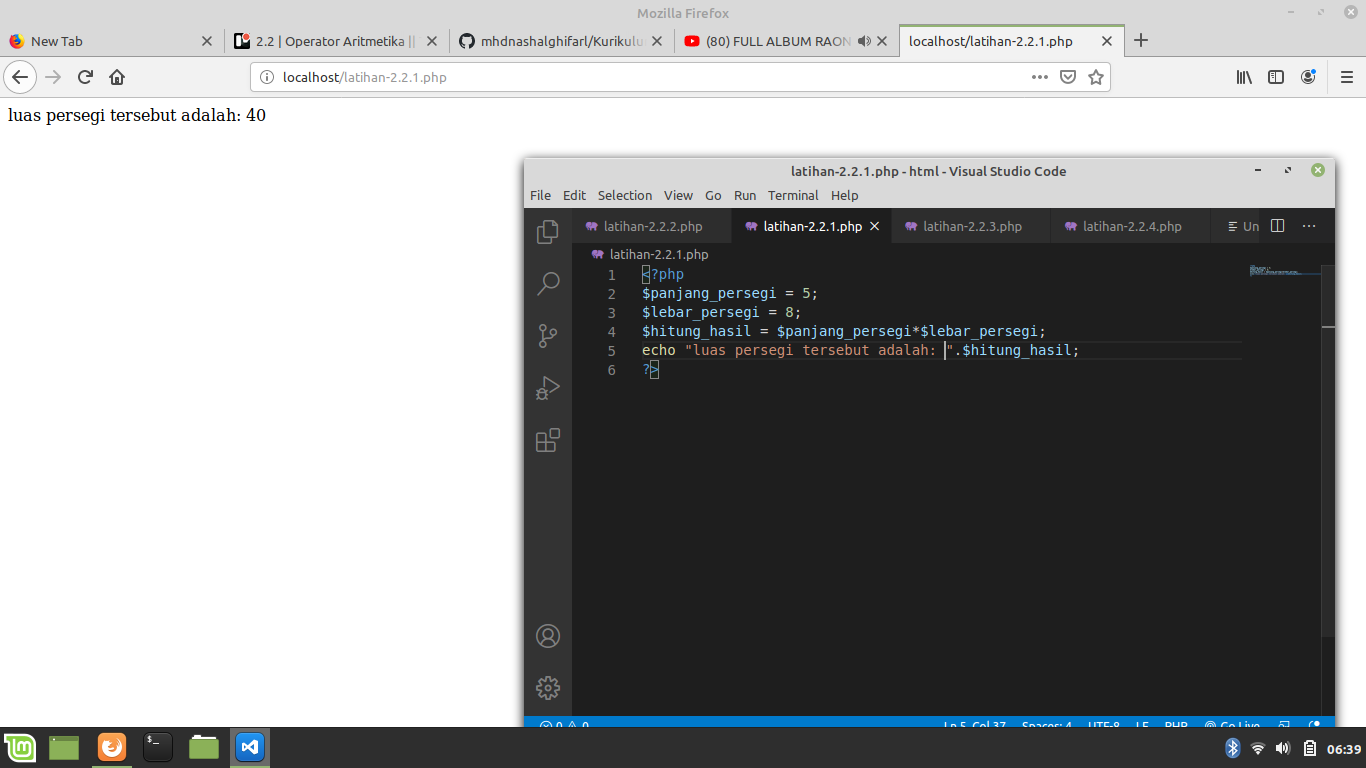 Mozilla Firefox
New Tab
2.2 | Operator Aritmetika ||
mhdnashalghifarl/Kurikulu
(80) FULL ALBUM RAON
localhost/latihan-2.2.1.php
localhost/latihan-2.2.1.php
luas persegi tersebut adalah: 40
latihan-2.2.1.php - html - Visual Studio Code
File Edit Selection View Go Run Terminal Help
latihan-2.2.2.php
latihan-2.2.1.php
latihan-2.2.3.php
latihan-2.2.4.php
Un
latihan-2.2.1.php
1 <?php
2 $panjang_persegi = 5;
3 $lebar_persegi = 8;
4 $hitung_hasil = $panjang_persegi*$lebar_persegi;
5 echo "luas persegi tersebut adalah: ".$hitung_hasil;
6 ?>
0 0 Ln 5, Col 37 Spaces: 4 UTF-8 LF PHP Go Live
06:39